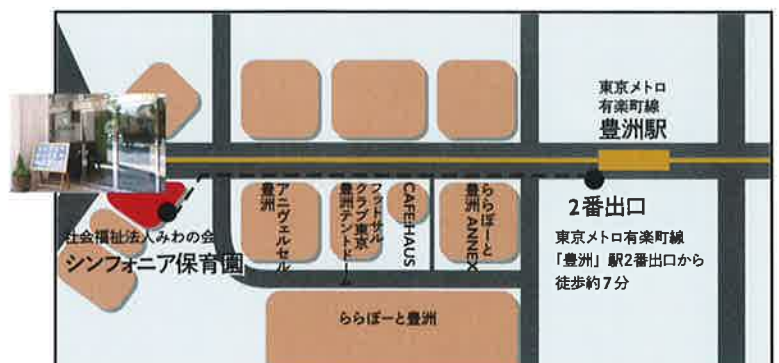 東京メトロ
有楽町線
豊洲駅
2番出口
東京メトロ有楽町線
「豊洲」駅2番出口から
徒歩約7分
ららぽーと
豊洲 ANNEX
CAFEHAUS
フットサル
クラブ東京
豊洲テントドーム
アニヴェルセル
豊洲
社会福祉法人みわの会
シンフォニア保育園
ららぽーと豊洲